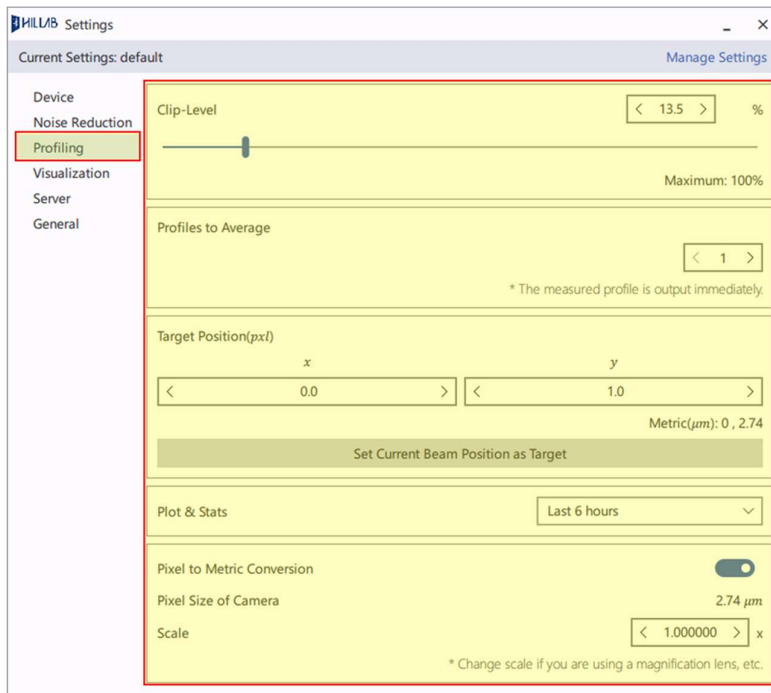 HILLAB Settings
Current Settings: default Manage Settings
Device
Noise Reduction
Profiling
Visualization
Server
General
Clip-Level 13.5 %
Maximum: 100%
Profiles to Average
1
* The measured profile is output immediately.
Target Position(pxl)
x y
0.0 1.0
Metric(μm): 0 , 2.74
Set Current Beam Position as Target
Plot & Stats Last 6 hours
Pixel to Metric Conversion
Pixel Size of Camera 2.74 μm
Scale 1.000000 x
* Change scale if you are using a magnification lens, etc.